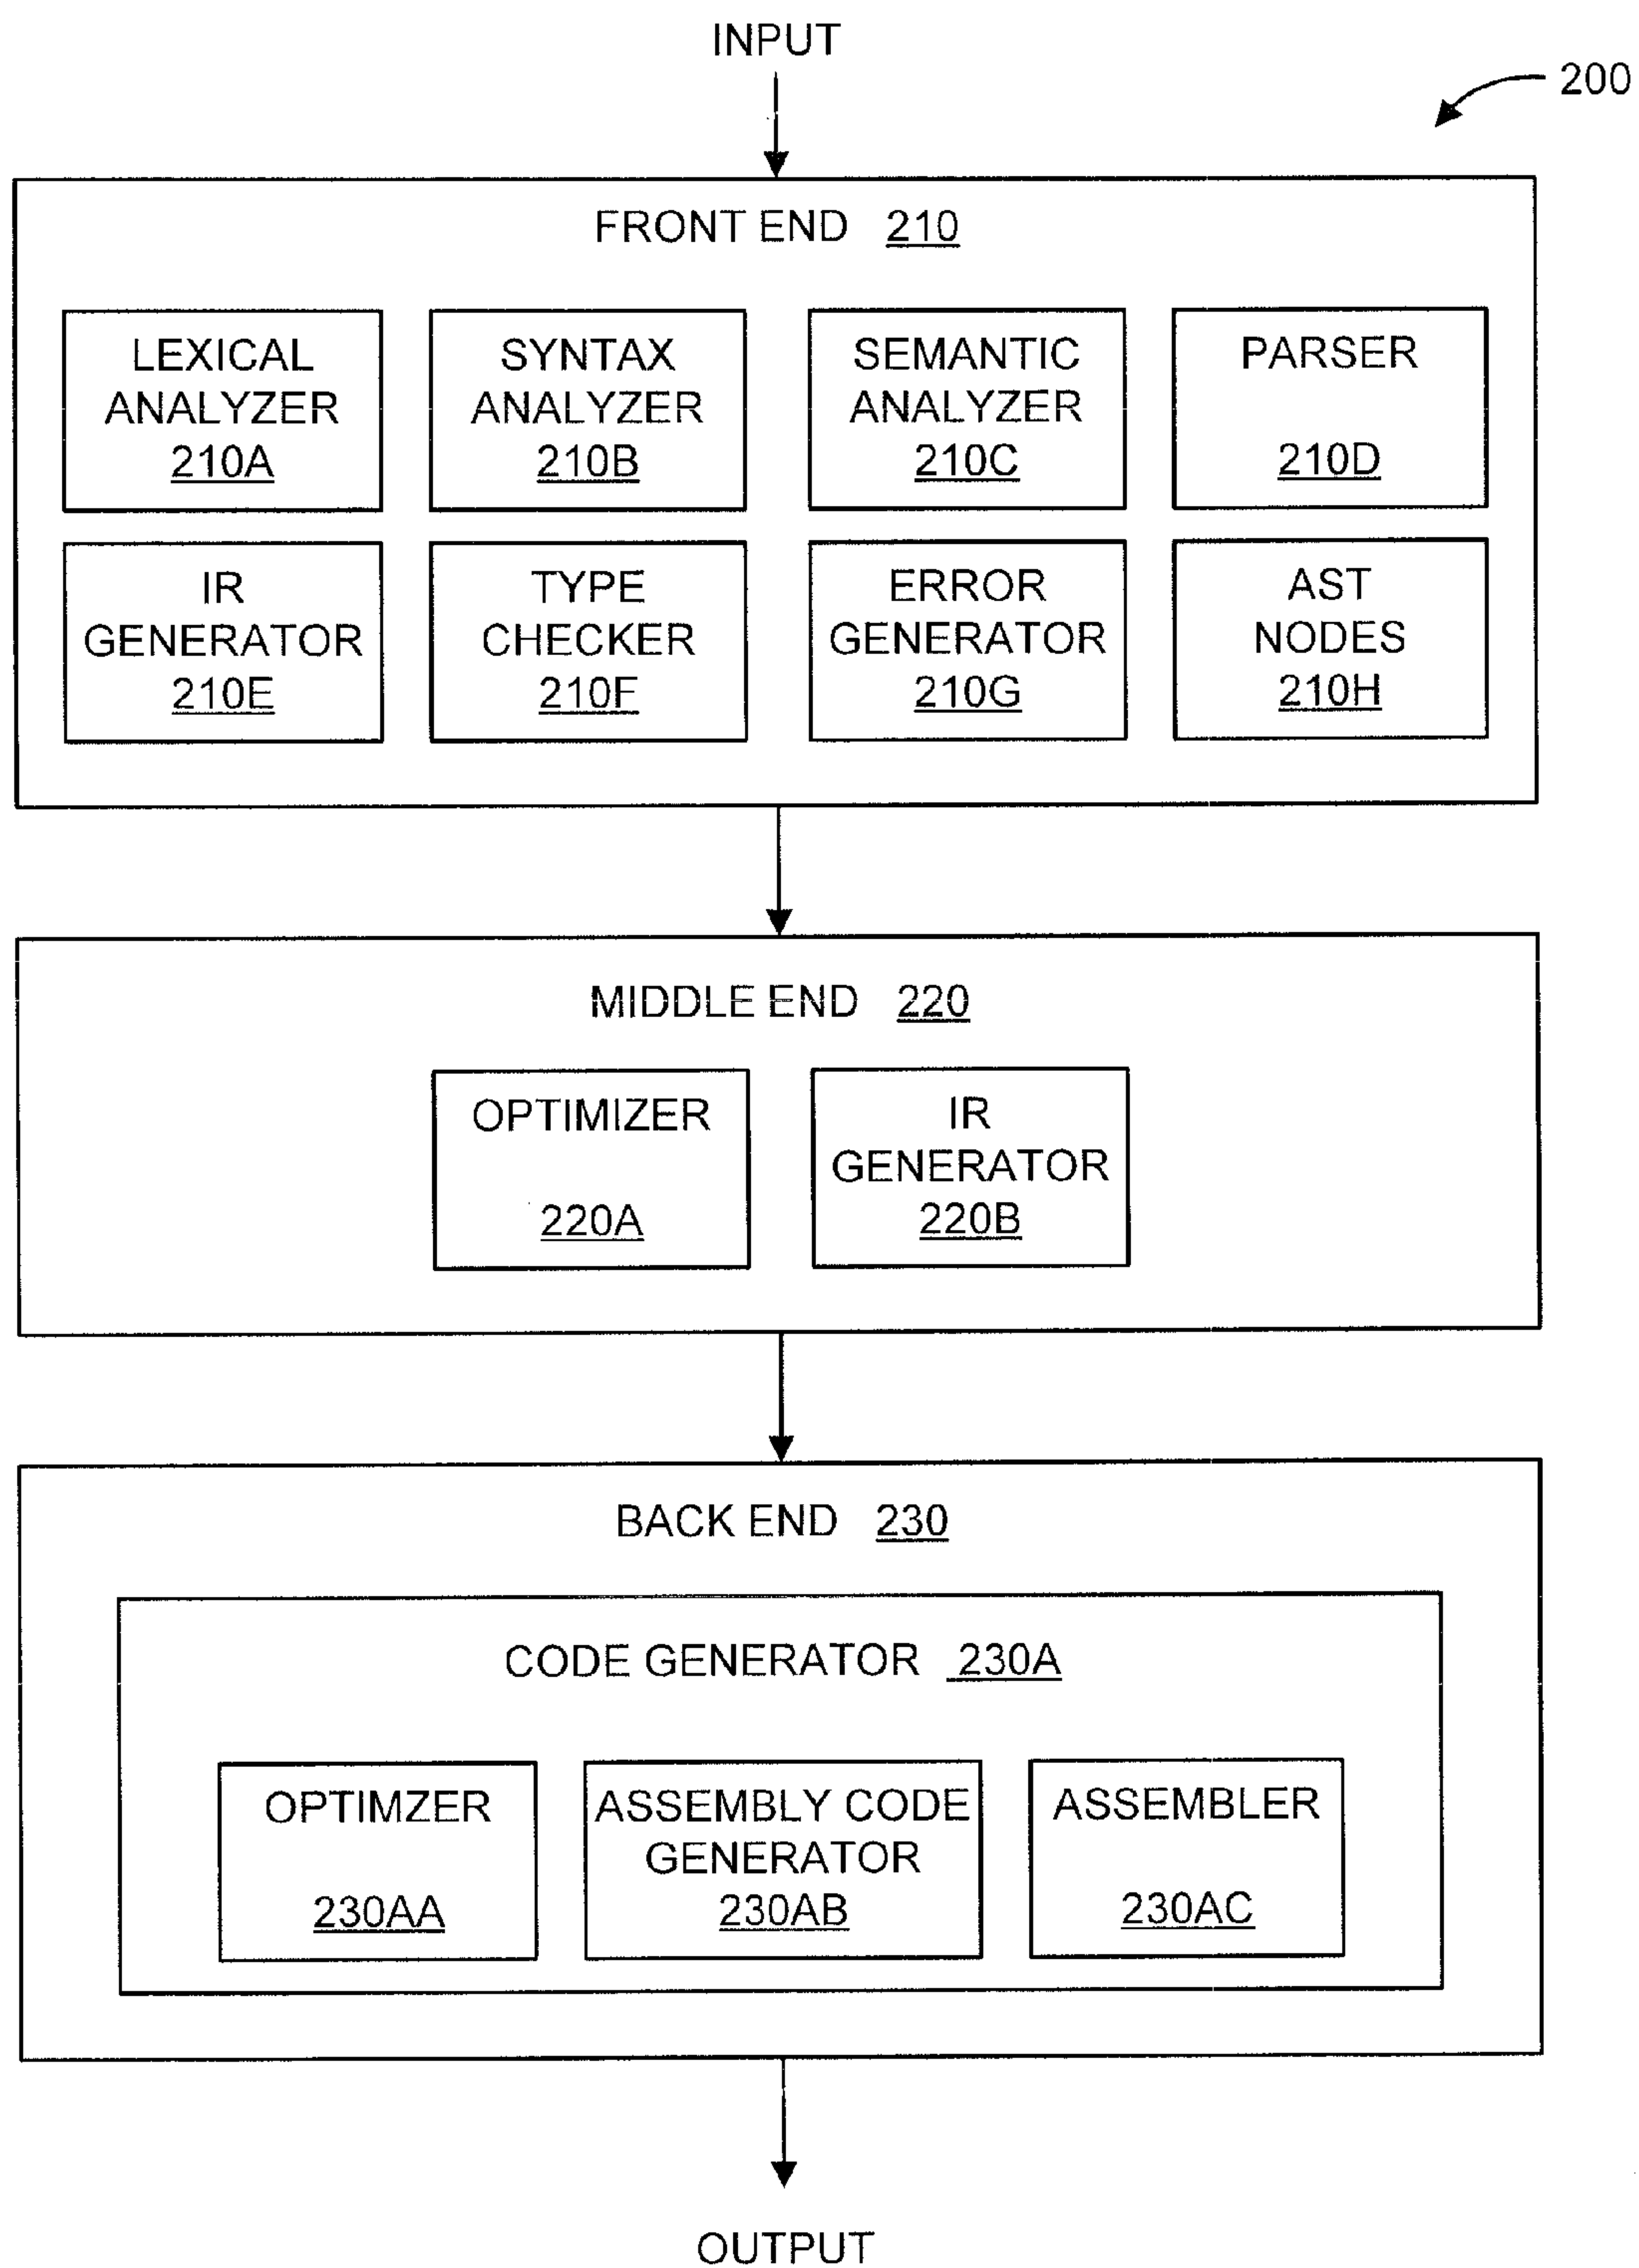 INPUT
200
FRONT END 210
LEXICAL
ANALYZER
210A
SYNTAX
ANALYZER
210B
SEMANTIC
ANALYZER
210C
PARSER
210D
IR
GENERATOR
210E
TYPE
CHECKER
210F
ERROR
GENERATOR
210G
AST
NODES
210H
MIDDLE END 220
OPTIMIZER
220A
IR
GENERATOR
220B
BACK END 230
CODE GENERATOR 230A
OPTIMZER
230AA
ASSEMBLY CODE
GENERATOR
230AB
ASSEMBLER
230AC
OUTPUT